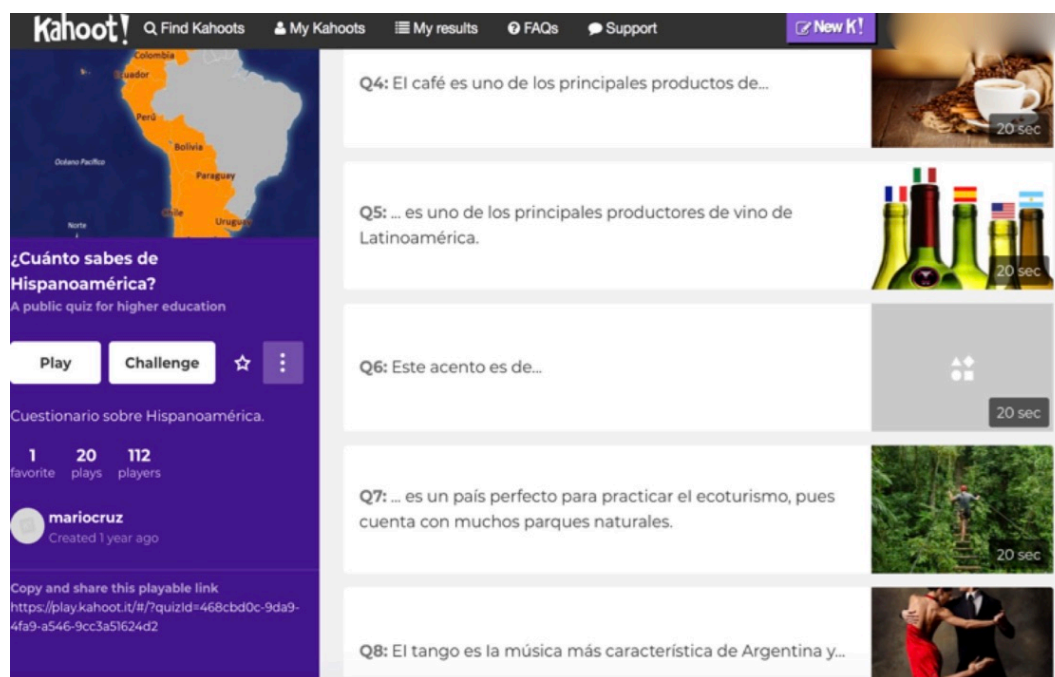 Kahoot! Find Kahoots My Kahoots My results FAQs Support New K!
Colombia
Ecuador
Perú
Bolivia
Océano Pacífico
Paraguay
Chile
Uruguay
Norte
¿Cuánto sabes de
Hispanoamérica?
A public quiz for higher education
Play Challenge
Cuestionario sobre Hispanoamérica.
1 20 112
favorite plays players
mariocruz
Created 1 year ago
Copy and share this playable link
https://play.kahoot.it/#/?quizId=468cbd0c-9da9-
4fa9-a546-9cc3a51624d2
Q4: El café es uno de los principales productos de...
20 sec
Q5: ... es uno de los principales productores de vino de
Latinoamérica.
20 sec
Q6: Este acento es de...
20 sec
Q7: ... es un país perfecto para practicar el ecoturismo, pues
cuenta con muchos parques naturales.
20 sec
Q8: El tango es la música más característica de Argentina y...